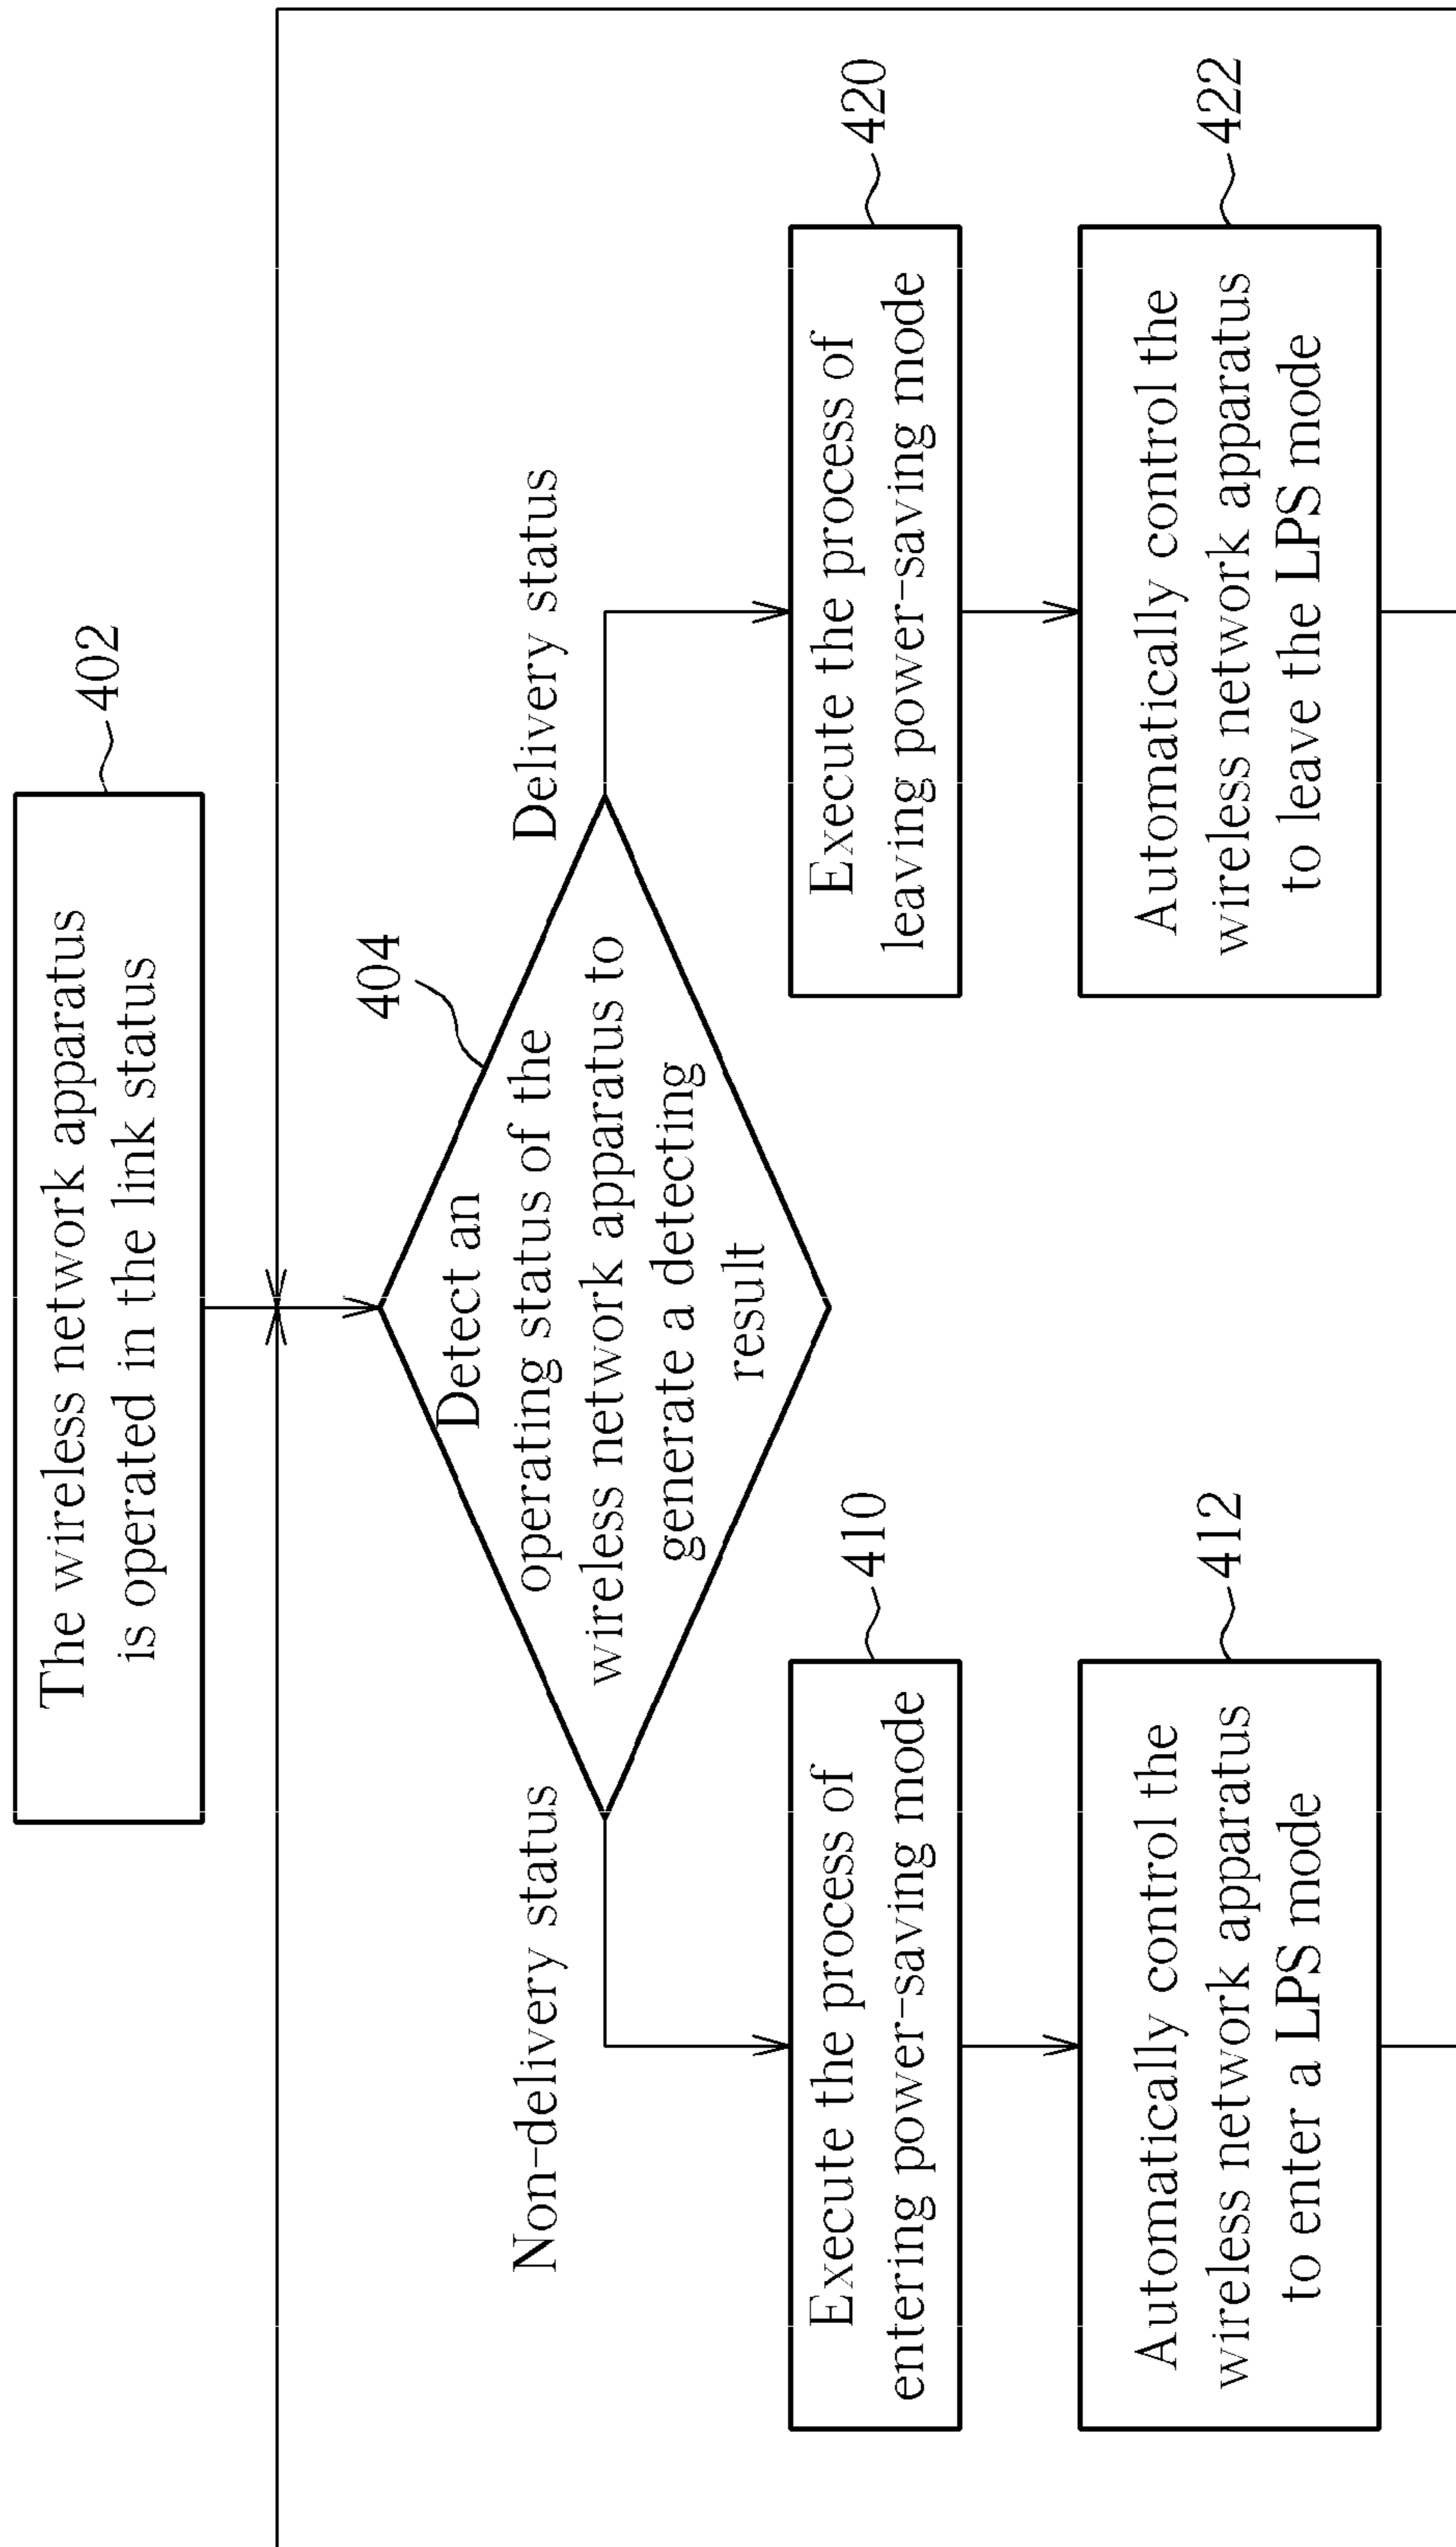 The wireless network apparatus
is operated in the link status
402
404
Detect an
operating status of the
wireless network apparatus to
generate a detecting
result
Non-delivery status
Delivery status
Execute the process of
entering power-saving mode
410
Execute the process of
leaving power-saving mode
420
Automatically control the
wireless network apparatus
to enter a LPS mode
412
Automatically control the
wireless network apparatus
to leave the LPS mode
422